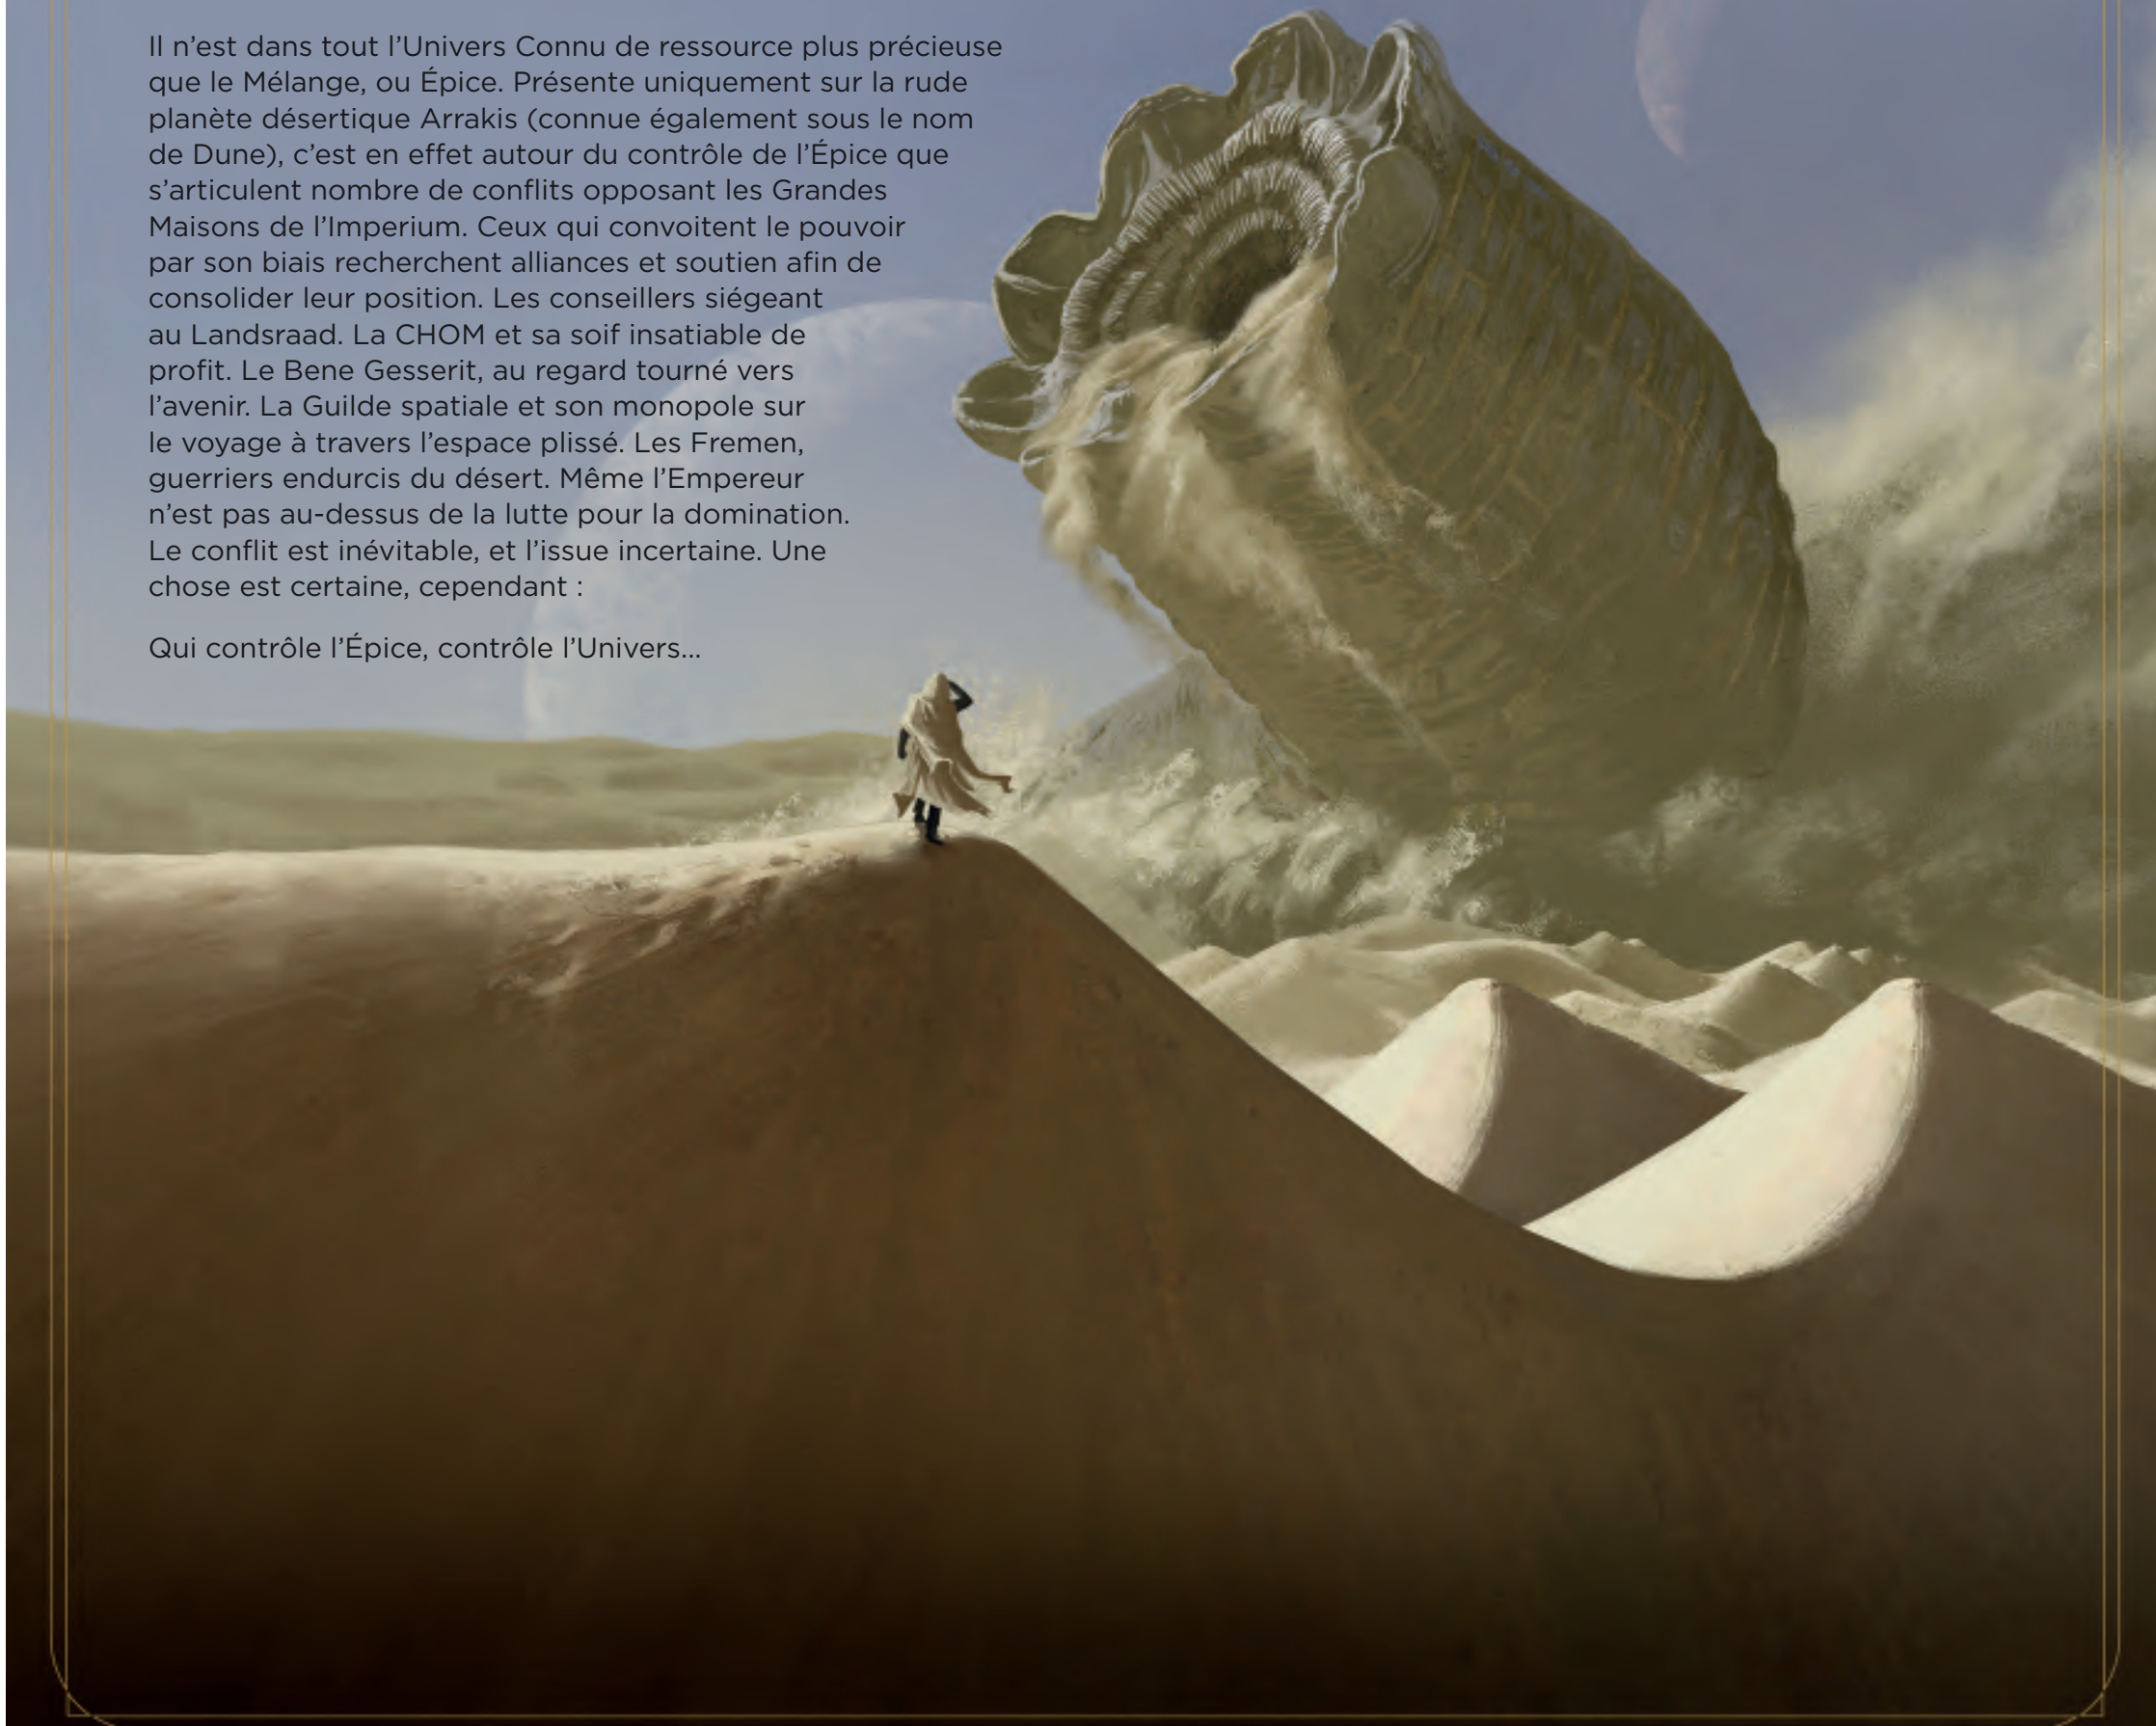 Il n’est dans tout l’Univers Connu de ressource plus précieuse
que le Mélange, ou Épice. Présente uniquement sur la rude
planète désertique Arrakis (connue également sous le nom
de Dune), c’est en effet autour du contrôle de l’Épice que
s’articulent nombre de conflits opposant les Grandes
Maisons de l’Imperium. Ceux qui convoitent le pouvoir
par son biais recherchent alliances et soutien afin de
consolider leur position. Les conseillers siégeant
au Landsraad. La CHOM et sa soif insatiable de
profit. Le Bene Gesserit, au regard tourné vers
l’avenir. La Guilde spatiale et son monopole sur
le voyage à travers l’espace plissé. Les Fremen,
guerriers endurcis du désert. Même l’Empereur
n’est pas au-dessus de la lutte pour la domination.
Le conflit est inévitable, et l’issue incertaine. Une
chose est certaine, cependant :
Qui contrôle l’Épice, contrôle l’Univers...